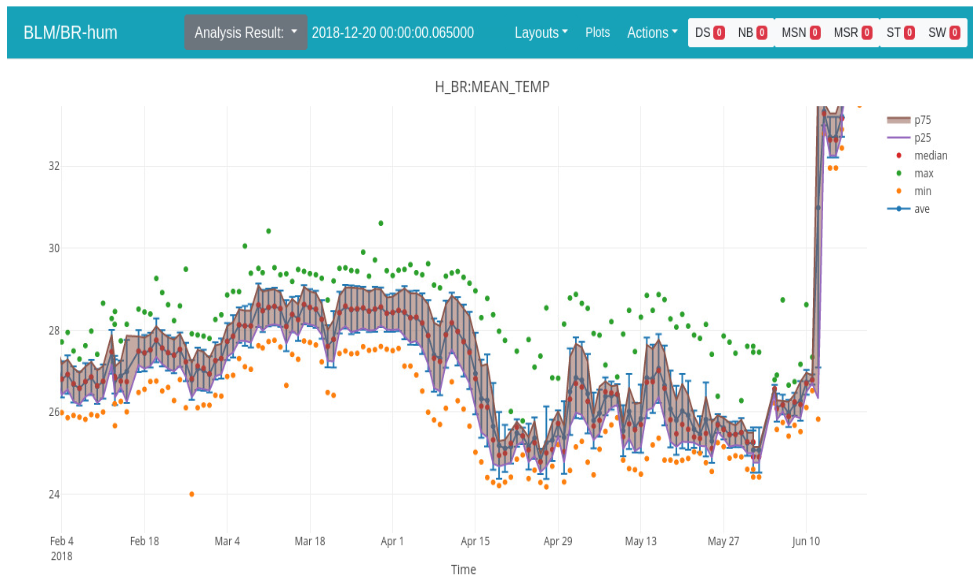 BLM/BR-hum Analysis Result: 2018-12-20 00:00:00.065000 Layouts Plots Actions DS 0 NB 0 MSN 0 MSR 0 ST 0 SW 0
H_BR:MEAN_TEMP
p75
p25
median
max
min
ave
32
30
28
26
24
Feb 4 Feb 18 Mar 4 Mar 18 Apr 1 Apr 15 Apr 29 May 13 May 27 Jun 10
2018
Time